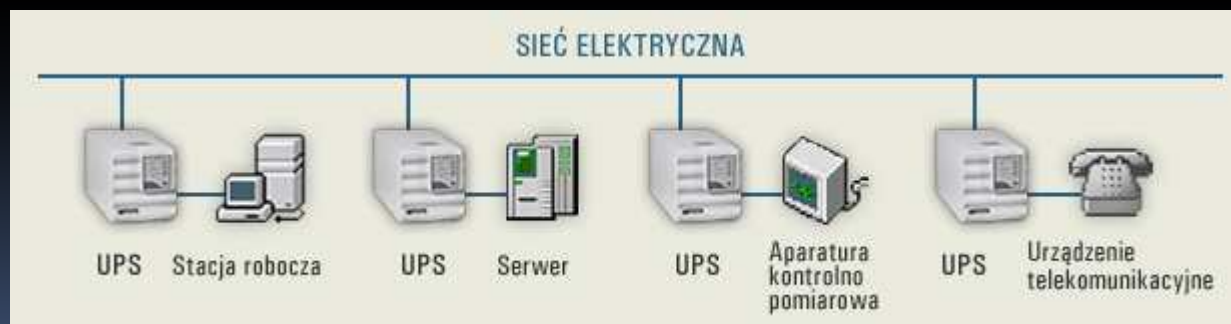 SIEĆ ELEKTRYCZNA
UPS
Stacja robocza
UPS
Serwer
UPS
Aparatura
kontrolno
pomiarowa
UPS
Urządzenie
telekomunikacyjne